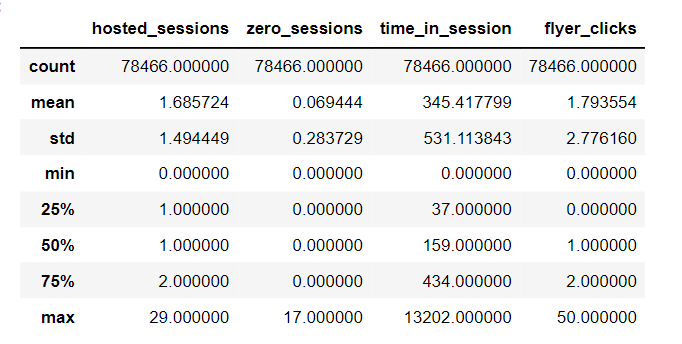 hosted_sessions zero_sessions time_in_session flyer_clicks
count 78466.000000 78466.000000 78466.000000 78466.000000
mean 1.685724 0.069444 345.417799 1.793554
std 1.494449 0.283729 531.113843 2.776160
min 0.000000 0.000000 0.000000 0.000000
25% 1.000000 0.000000 37.000000 0.000000
50% 1.000000 0.000000 159.000000 1.000000
75% 2.000000 0.000000 434.000000 2.000000
max 29.000000 17.000000 13202.000000 50.000000